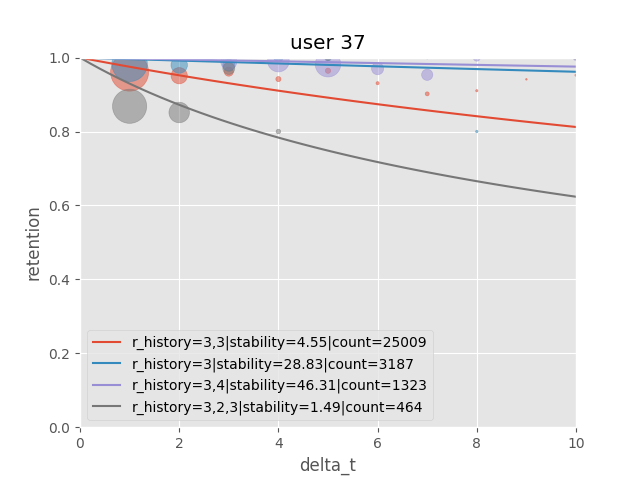 user 37
1.0
0.8
0.6
0.4
0.2
0.0
retention
r_history=3,3|stability=4.55|count=25009
r_history=3|stability=28.83|count=3187
r_history=3,4|stability=46.31|count=1323
r_history=3,2,3|stability=1.49|count=464
0 2 4 6 8 10
delta_t